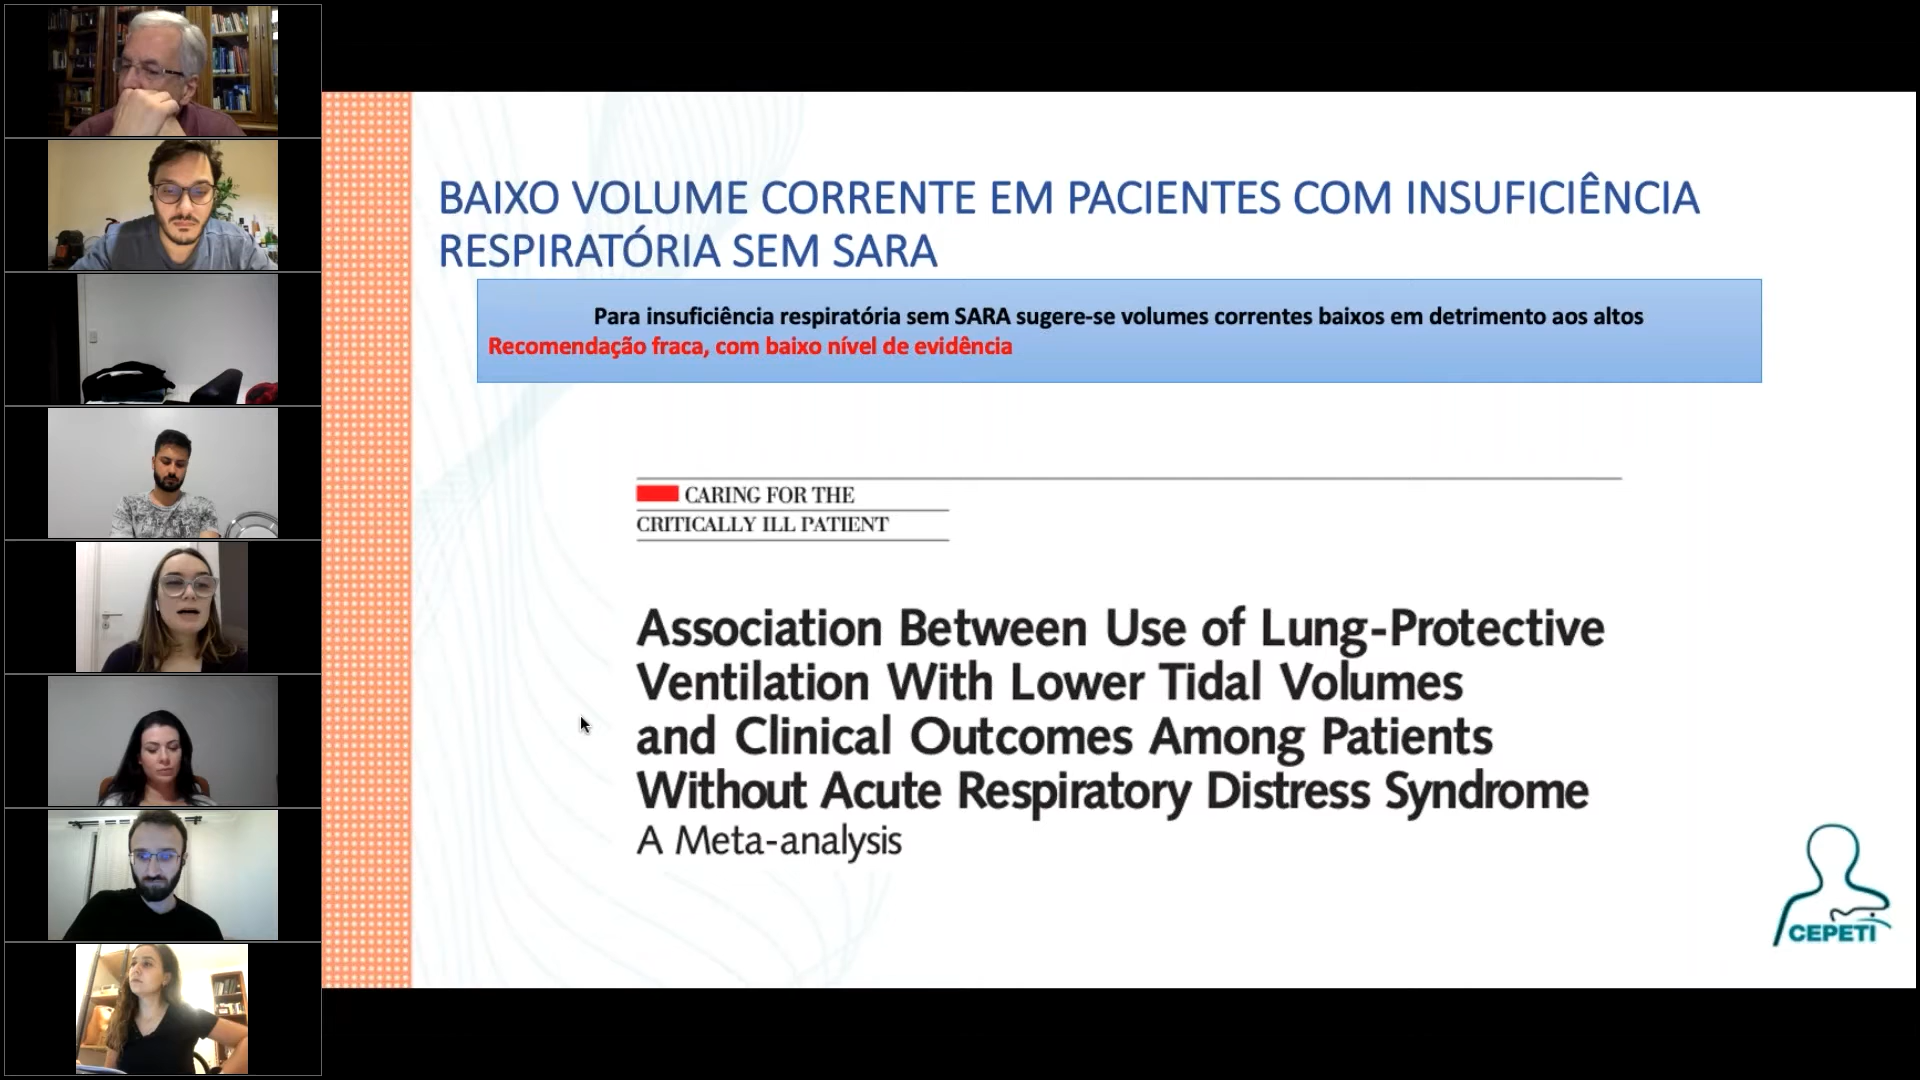 BAIXO VOLUME CORRENTE EM PACIENTES COM INSUFICIÊNCIA
RESPIRATÓRIA SEM SARA
Para insuficiência respiratória sem SARA sugere-se volumes correntes baixos em detrimento aos altos
Recomendação fraca, com baixo nível de evidência
CARING FOR THE
CRITICALLY ILL PATIENT
Association Between Use of Lung-Protective
Ventilation With Lower Tidal Volumes
and Clinical Outcomes Among Patients
Without Acute Respiratory Distress Syndrome
A Meta-analysis
CEPETI